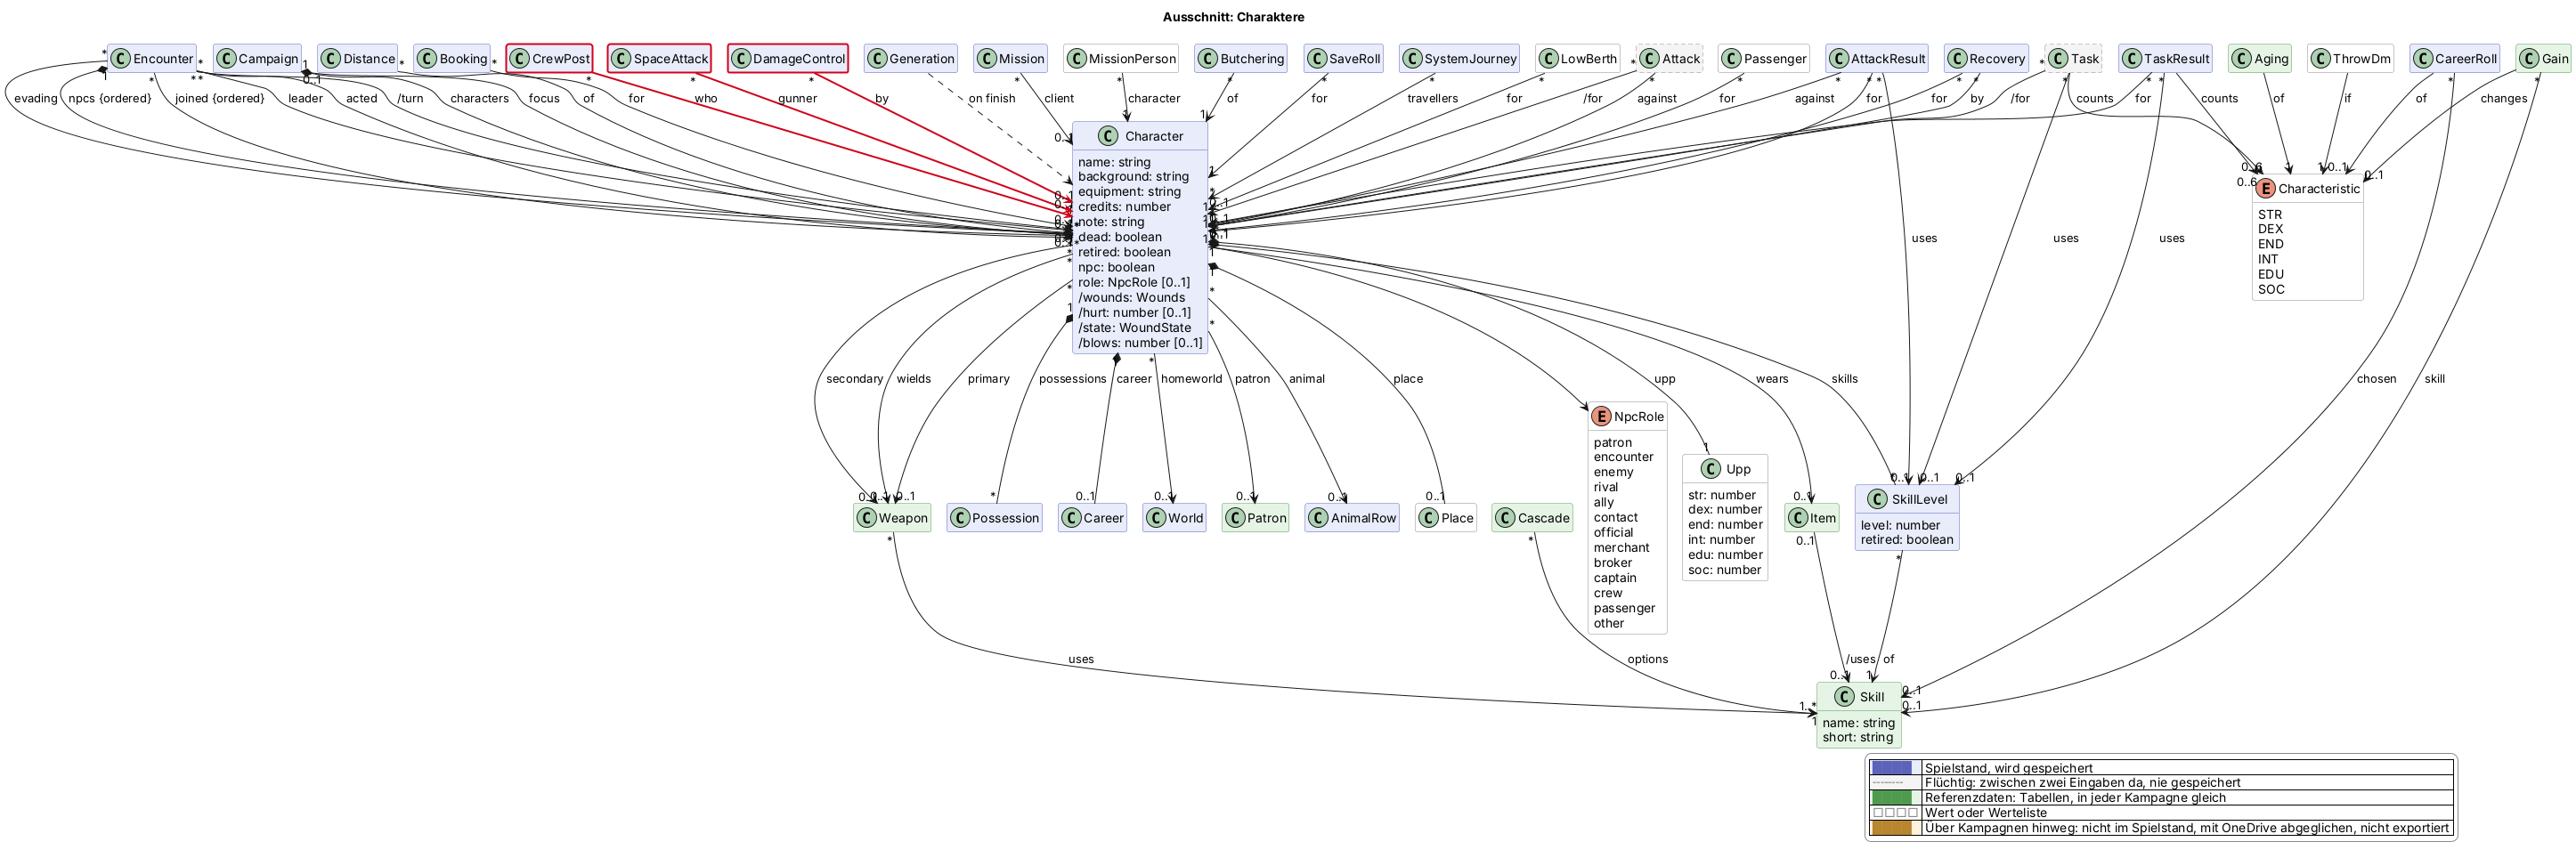 Ausschnitt: Charaktere
Encounter
Campaign
Distance
Booking
CrewPost
SpaceAttack
DamageControl
Generation
Mission
MissionPerson
Butchering
SaveRoll
SystemJourney
LowBerth
Attack
Passenger
AttackResult
Recovery
Task
TaskResult
Aging
ThrowDm
CareerRoll
Gain
evading
npcs {ordered}
joined {ordered}
leader
acted
/turn
characters
focus
of
for
who
gunner
by
on finish
client
character
of
for
travellers
for
/for
against
for
against
for
for
by
/for
counts
for
counts
of
if
of
changes
Character
name: string
background: string
equipment: string
credits: number
note: string
dead: boolean
retired: boolean
npc: boolean
role: NpcRole [0..1]
/wounds: Wounds
/hurt: number [0..1]
/state: WoundState
/blows: number [0..1]
Characteristic
STR
DEX
END
INT
EDU
SOC
uses
uses
uses
secondary
wields
primary
possessions
career
homeworld
patron
animal
place
upp
wears
skills
chosen
skill
NpcRole
patron
encounter
enemy
rival
ally
contact
official
merchant
broker
captain
crew
passenger
other
Upp
str: number
dex: number
end: number
int: number
edu: number
soc: number
Weapon
Possession
Career
World
Patron
AnimalRow
Place
Cascade
Item
SkillLevel
level: number
retired: boolean
uses
options
/uses
of
Skill
name: string
short: string
Spielstand, wird gespeichert
Flüchtig: zwischen zwei Eingaben da, nie gespeichert
Referenzdaten: Tabellen, in jeder Kampagne gleich
Wert oder Werteliste
Über Kampagnen hinweg: nicht im Spielstand, mit OneDrive abgeglichen, nicht exportiert